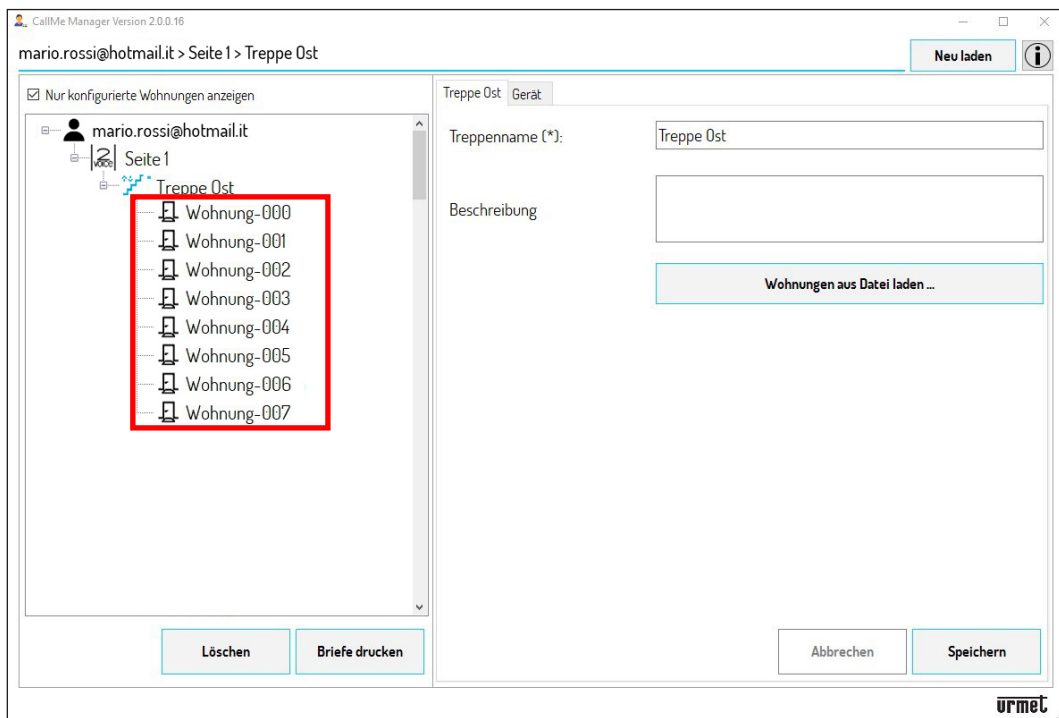 CallMe Manager Version 2.0.0.16
mario.rossi@hotmail.it > Seite 1 > Treppe Ost
Neu laden
i
Nur konfigurierte Wohnungen anzeigen
mario.rossi@hotmail.it
2 VOICE Seite 1
Treppe Ost
Wohnung-000
Wohnung-001
Wohnung-002
Wohnung-003
Wohnung-004
Wohnung-005
Wohnung-006
Wohnung-007
Löschen
Briefe drucken
Treppe Ost Gerät
Treppenname (*): Treppe Ost
Beschreibung
Wohnungen aus Datei laden ...
Abbrechen
Speichern
urmet